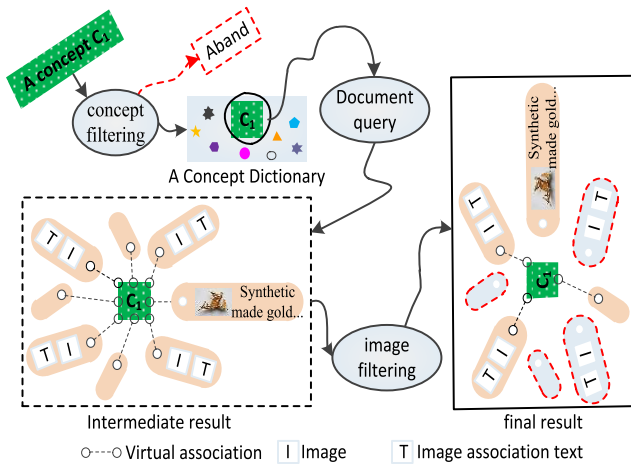 A concept C1
Aband
concept
filtering
C1
A Concept Dictionary
Document
query
I T
I T
C1
Synthetic
made gold...
T I
T I
I T
Intermediate result
image
filtering
Synthetic
made gold...
T I
I T
C1
T I
T I
final result
Virtual association
I Image
T Image association text